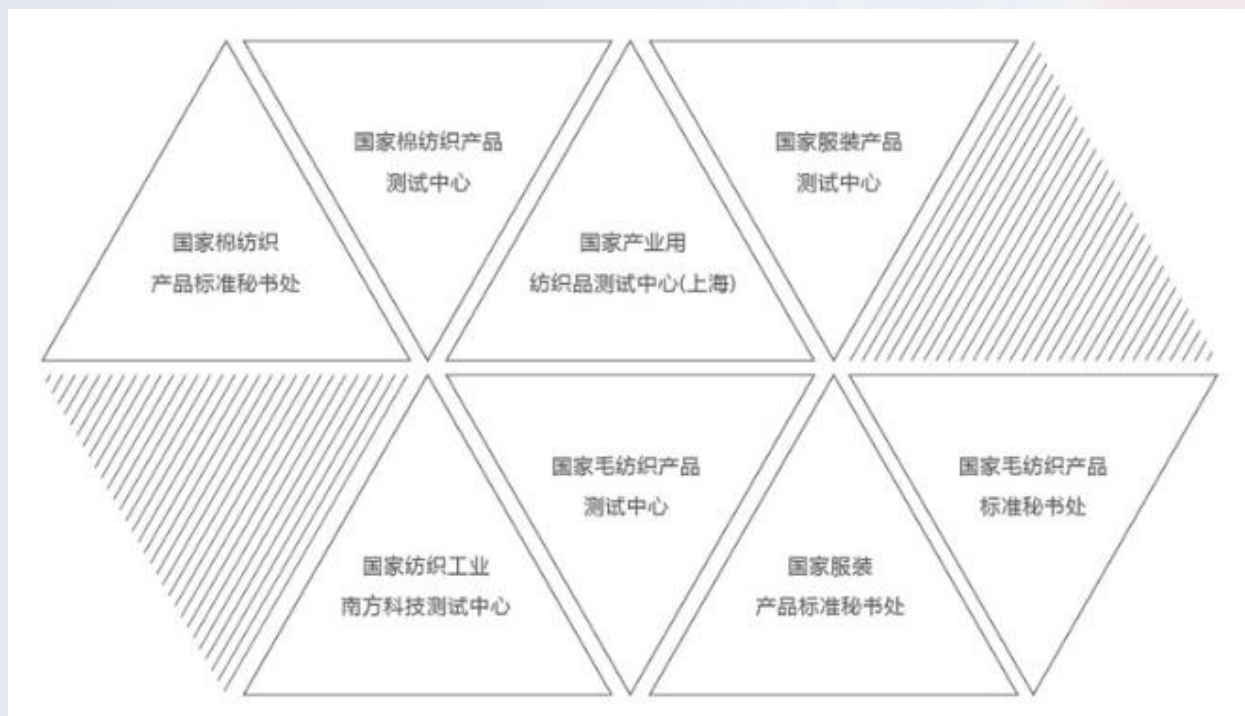 国家棉纺织
产品标准秘书处
国家棉纺织产品
测试中心
国家产业用
纺织品测试中心(上海)
国家服装产品
测试中心
国家纺织工业
南方科技测试中心
国家毛纺织产品
测试中心
国家服装
产品标准秘书处
国家毛纺织产品
标准秘书处